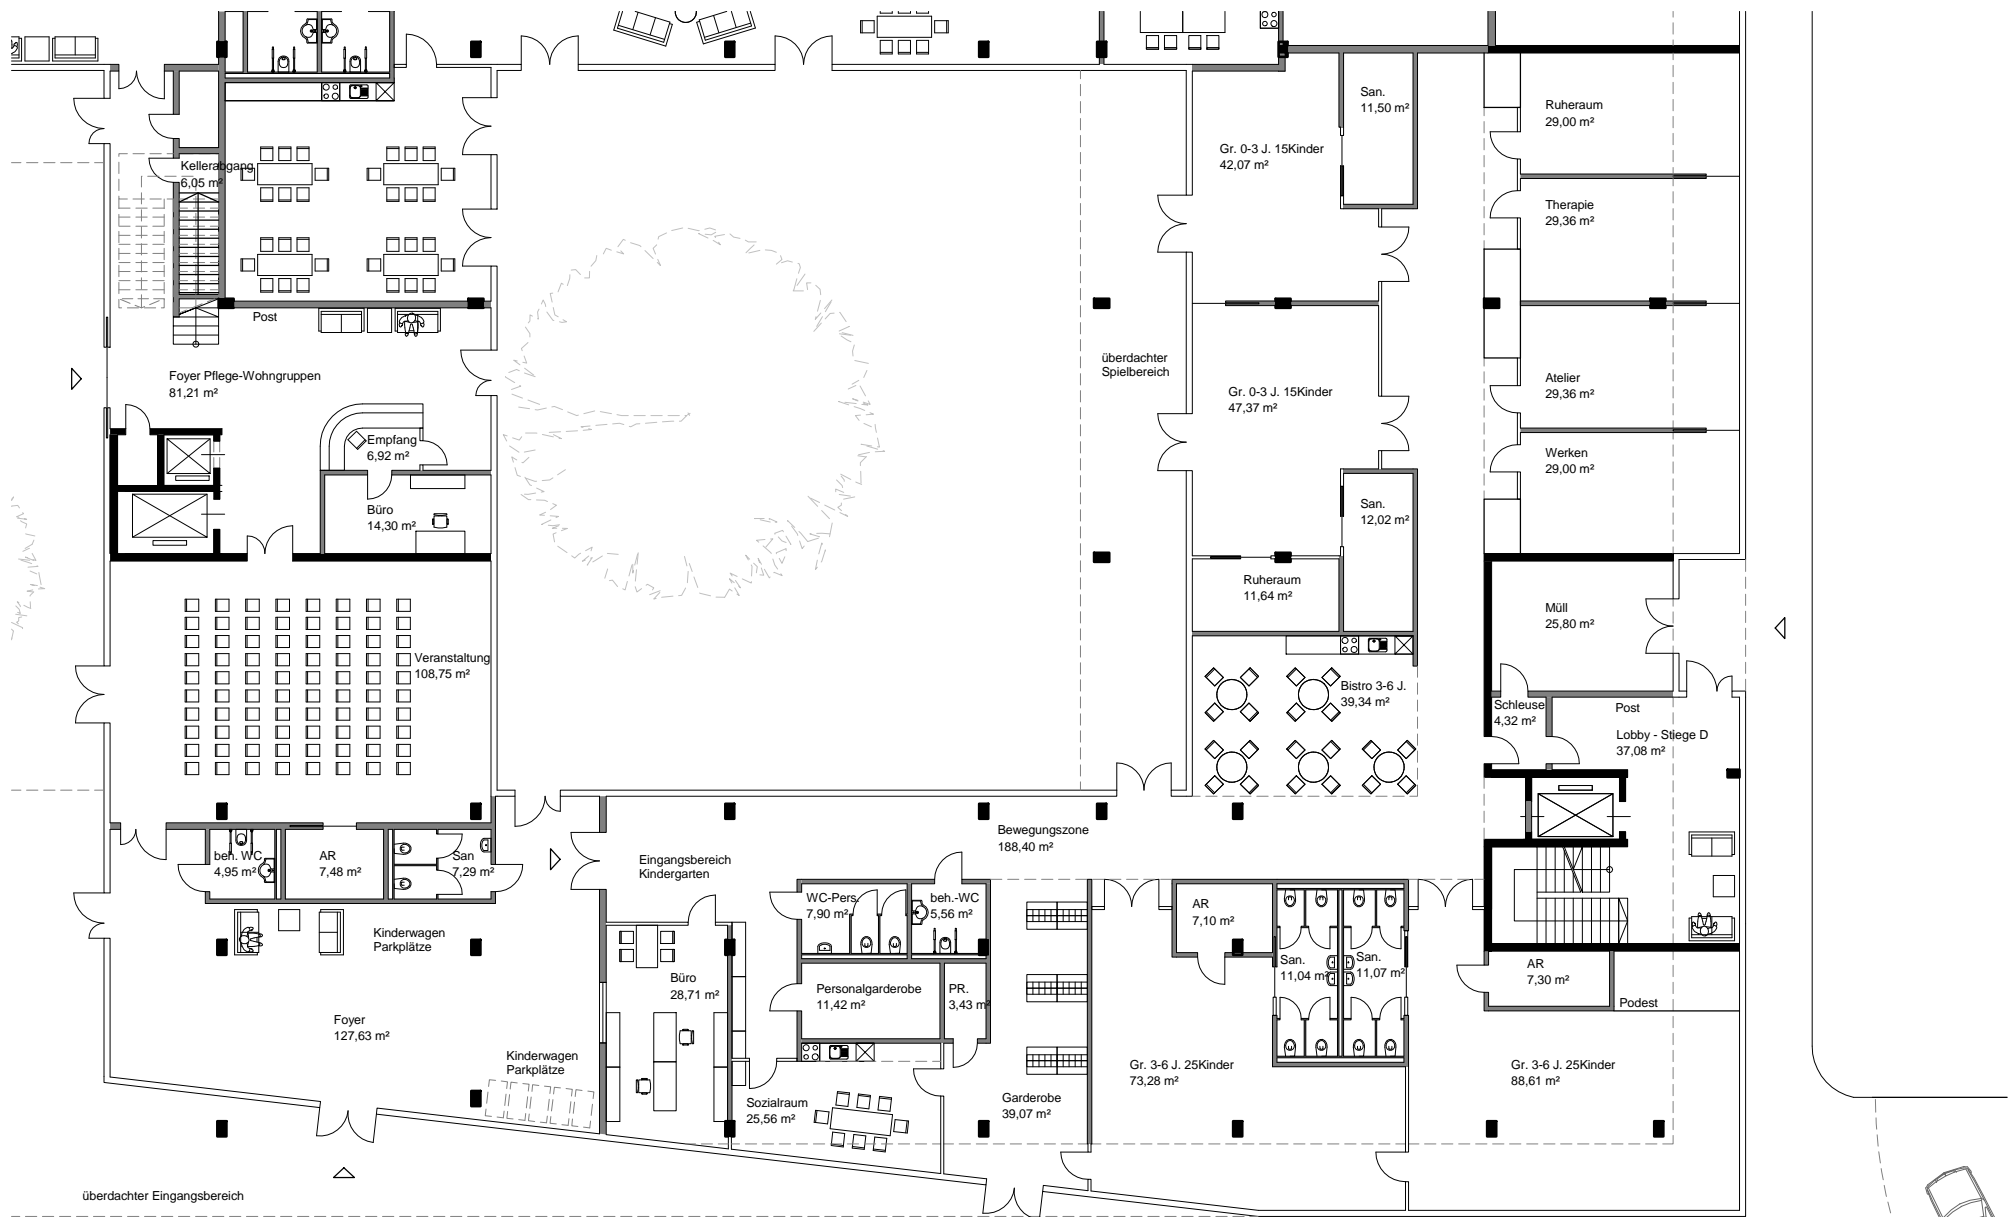 San.
11,50 m²
Ruheraum
29,00 m²
Gr. 0-3 J. 15Kinder
42,07 m²
Kellerabgang
6,05 m²
Therapie
29,36 m²
Post
überdachter
Spielbereich
Foyer Pflege-Wohngruppen
81,21 m²
Gr. 0-3 J. 15Kinder
47,37 m²
Atelier
29,36 m²
Empfang
6,92 m²
Werken
29,00 m²
Büro
14,30 m²
San.
12,02 m²
Ruheraum
11,64 m²
Müll
25,80 m²
Veranstaltung
108,75 m²
Bistro 3-6 J.
39,34 m²
Schleuse
4,32 m²
Post
Lobby - Stiege D
37,08 m²
Bewegungszone
188,40 m²
beh. WC
4,95 m²
AR
7,48 m²
San
7,29 m²
Eingangsbereich
Kindergarten
WC-Pers.
7,90 m²
beh.-WC
5,56 m²
AR
7,10 m²
Kinderwagen
Parkplätze
San.
11,04 m²
San.
11,07 m²
AR
7,30 m²
Büro
28,71 m²
Personalgarderobe
11,42 m²
PR.
3,43 m²
Podest
Foyer
127,63 m²
Kinderwagen
Parkplätze
Gr. 3-6 J. 25Kinder
73,28 m²
Gr. 3-6 J. 25Kinder
88,61 m²
Sozialraum
25,56 m²
Garderobe
39,07 m²
überdachter Eingangsbereich